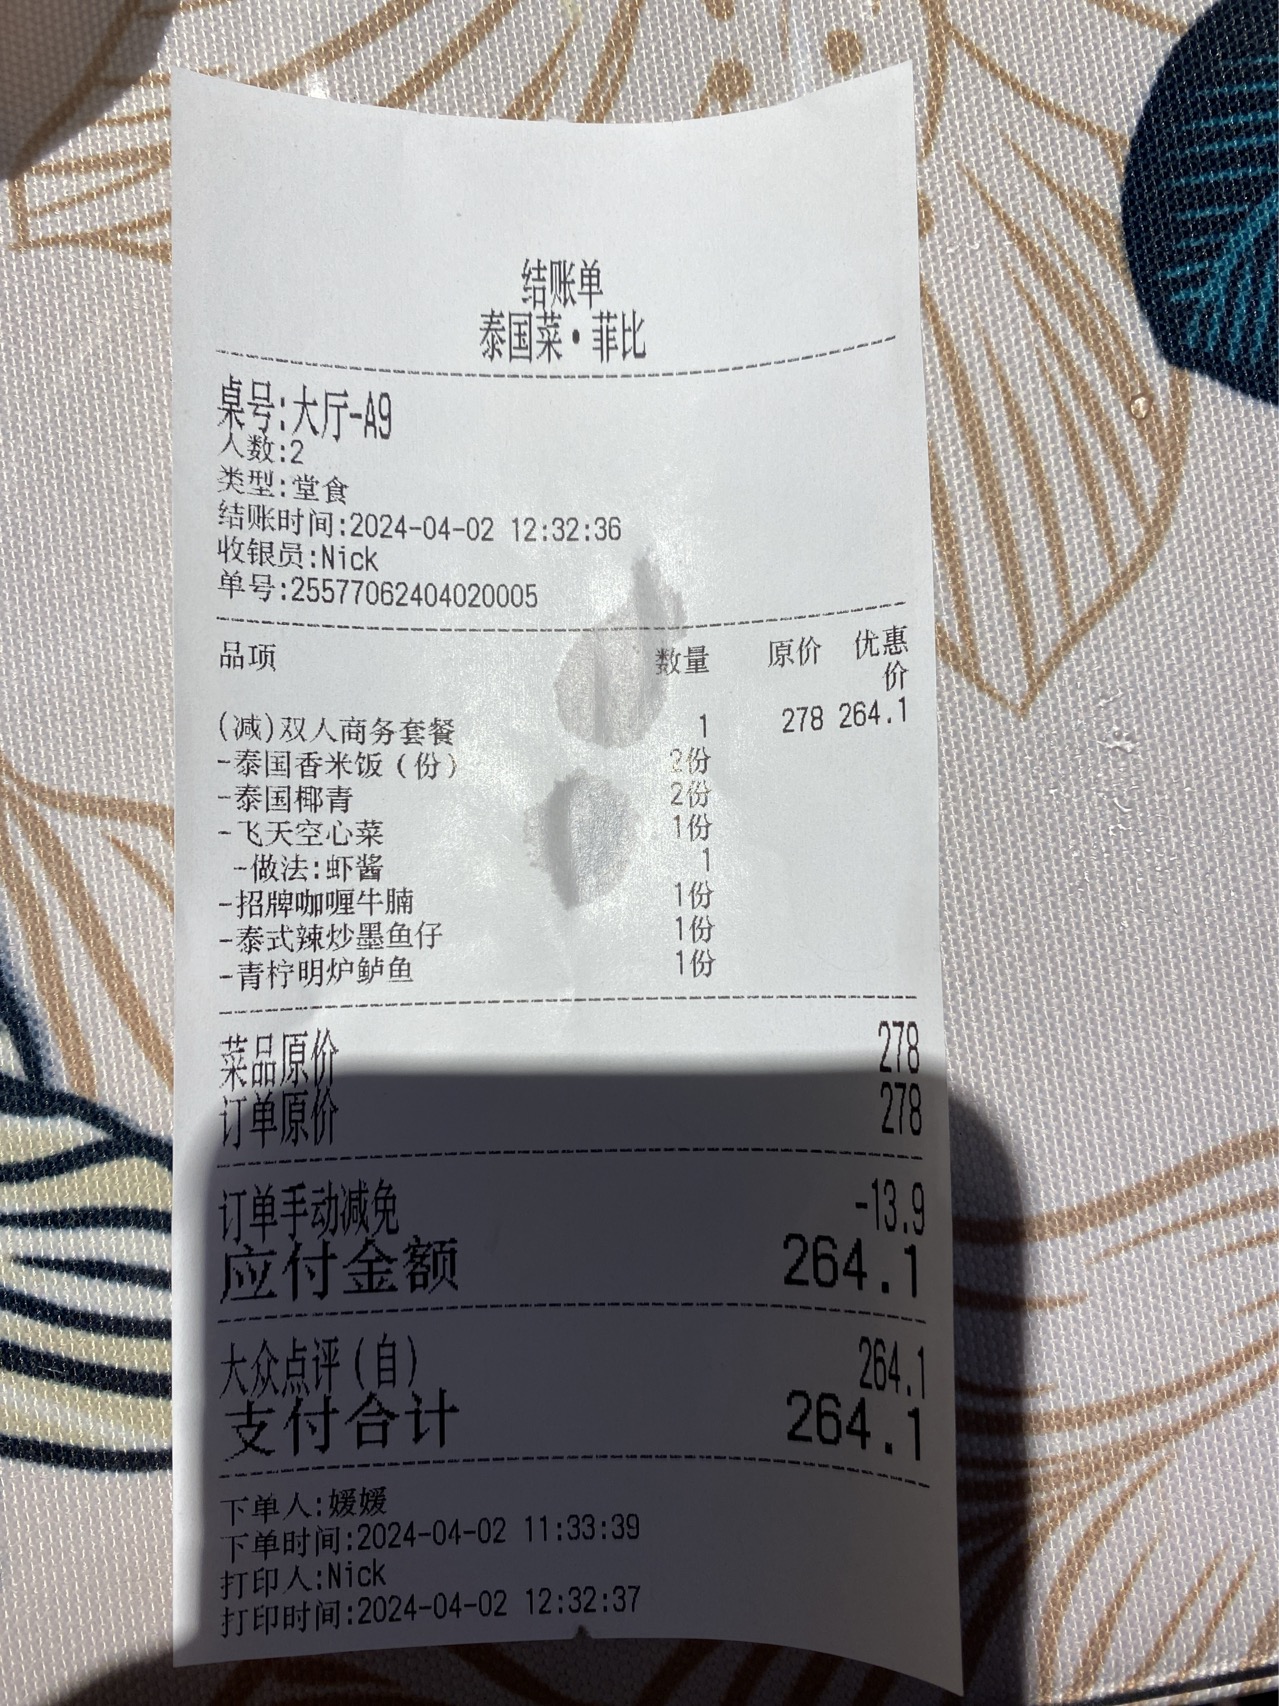 结账单
泰国菜•菲比
桌号:大厅-A9
人数:2
类型:堂食
结账时间:2024-04-02 12:32:36
收银员:Nick
单号:25577062404020005
品项 数量 原价 优惠价
(减)双人商务套餐 1 278 264.1
-泰国香米饭(份) 2份
-泰国椰青 2份
-飞天空心菜 1份
-做法:虾酱 1
-招牌咖喱牛腩 1份
-泰式辣炒墨鱼仔 1份
-青柠明炉鲈鱼 1份
菜品原价 278
订单原价 278
订单手动减免 -13.9
应付金额 264.1
大众点评(自) 264.1
支付合计 264.1
下单人:媛媛
下单时间:2024-04-02 11:33:39
打印人:Nick
打印时间:2024-04-02 12:32:37